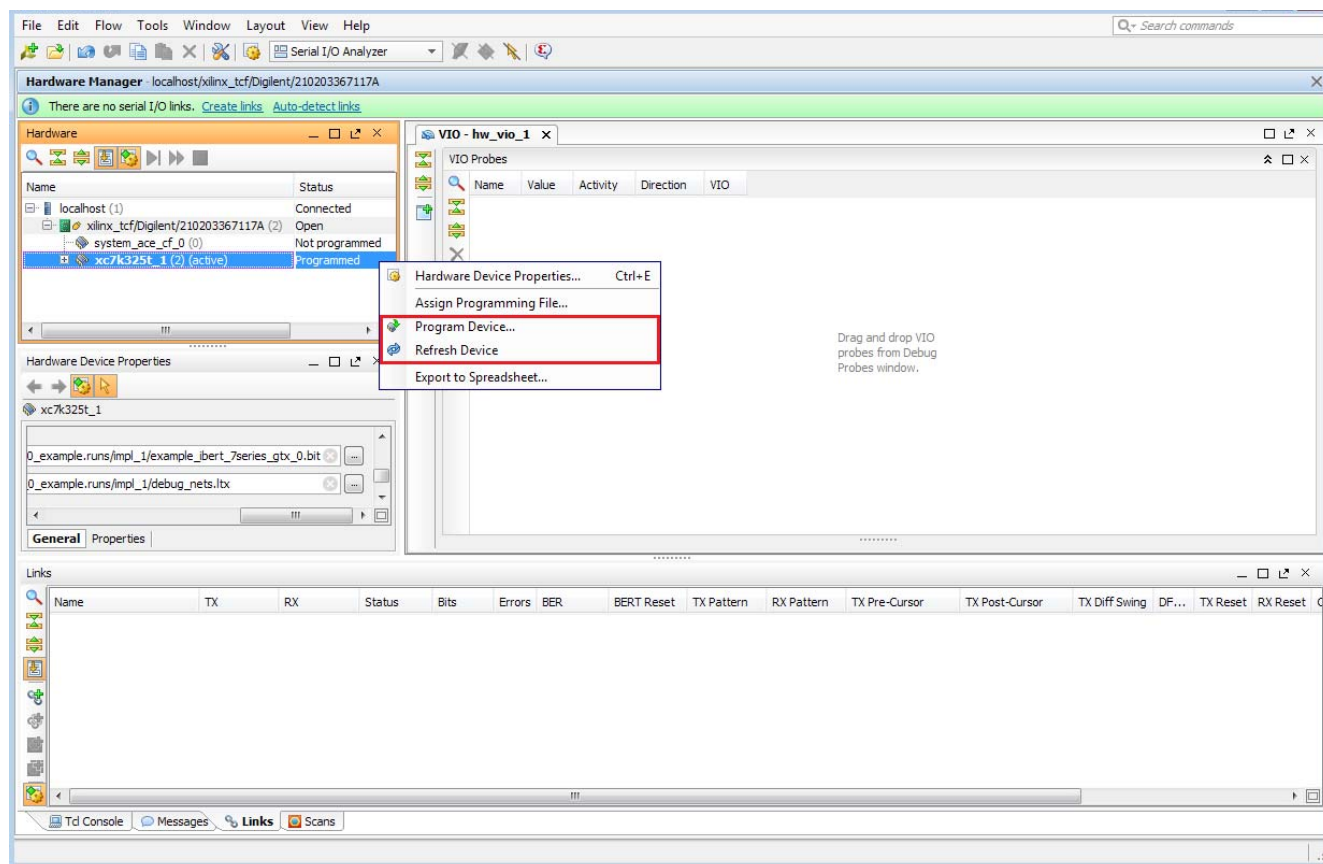 File Edit Flow Tools Window Layout View Help
Search commands
Serial I/O Analyzer
Hardware Manager - localhost/xilinx_tcf/Digilent/210203367117A
There are no serial I/O links. Create links Auto-detect links
Hardware
Name Status
localhost (1) Connected
xilinx_tcf/Digilent/210203367117A (2) Open
system_ace_cf_0 (0) Not programmed
xc7k325t_1 (2) (active) Programmed
VIO - hw_vio_1
VIO Probes
Name Value Activity Direction VIO
Drag and drop VIO
probes from Debug
Probes window.
Hardware Device Properties... Ctrl+E
Assign Programming File...
Program Device...
Refresh Device
Export to Spreadsheet...
Hardware Device Properties
xc7k325t_1
0_example.runs/impl_1/example_ibert_7series_gtx_0.bit ...
0_example.runs/impl_1/debug_nets.ltx ...
General Properties
Links
Name TX RX Status Bits Errors BER BERT Reset TX Pattern RX Pattern TX Pre-Cursor TX Post-Cursor TX Diff Swing DF... TX Reset RX Reset
Tcl Console Messages Links Scans